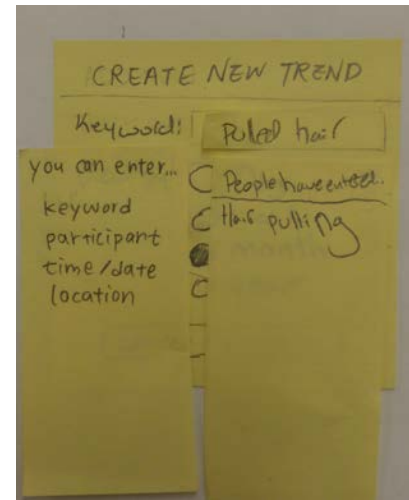 CREATE NEW TREND
Keyword: Pulled hair
you can enter...
keyword
participant
time/date
location
People have entered..
Hair pulling